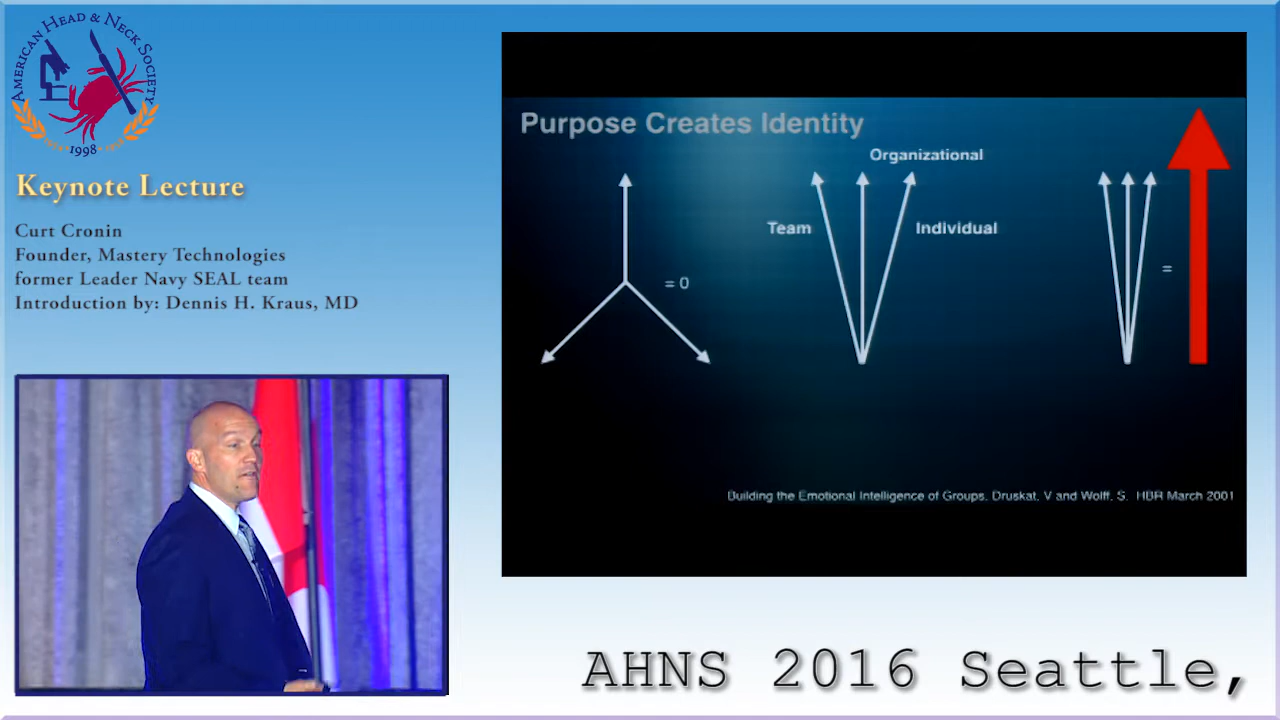 AMERICAN HEAD & NECK SOCIETY
1998
Keynote Lecture
Curt Cronin
Founder, Mastery Technologies
former Leader Navy SEAL team
Introduction by: Dennis H. Kraus, MD
Purpose Creates Identity
Organizational
Team
Individual
= 0
=
Building the Emotional Intelligence of Groups, Druskat, V and Wolff, S. HBR March 2001
AHNS 2016 Seattle,